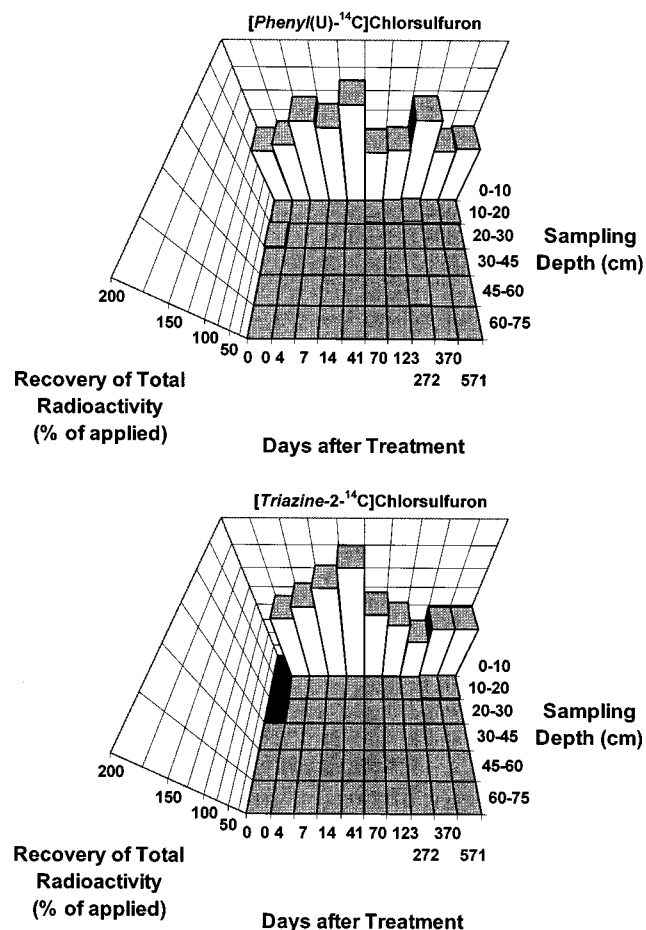 [Phenyl(U)-¹⁴C]Chlorsulfuron
0-10
10-20
20-30
30-45
45-60
60-75
Sampling
Depth (cm)
200
150
100
50
0
0 4 7 14 41 70 123 370
272 571
Recovery of Total
Radioactivity
(% of applied)
Days after Treatment
[Triazine-2-¹⁴C]Chlorsulfuron
0-10
10-20
20-30
30-45
45-60
60-75
Sampling
Depth (cm)
200
150
100
50
0
0 4 7 14 41 70 123 370
272 571
Recovery of Total
Radioactivity
(% of applied)
Days after Treatment